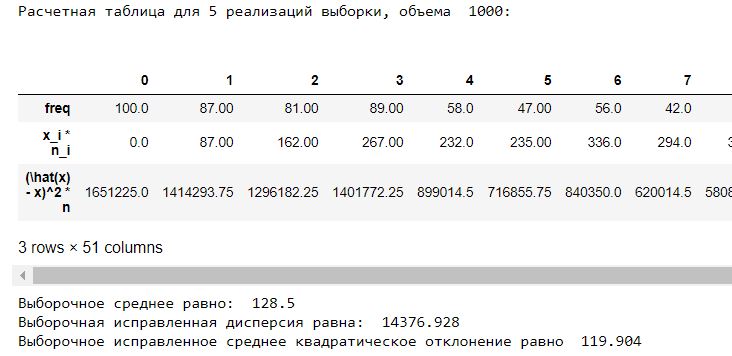 Расчетная таблица для 5 реализаций выборки, объема 1000:
0 1 2 3 4 5 6 7
freq 100.0 87.00 81.00 89.00 58.0 47.00 56.0 42.0
x_i * n_i 0.0 87.00 162.00 267.00 232.0 235.00 336.0 294.0
(\hat(x) - x)^2 * n 1651225.0 1414293.75 1296182.25 1401772.25 899014.5 716855.75 840350.0 620014.5
3 rows × 51 columns
Выборочное среднее равно: 128.5
Выборочная исправленная дисперсия равна: 14376.928
Выборочное исправленное среднее квадратическое отклонение равно 119.904